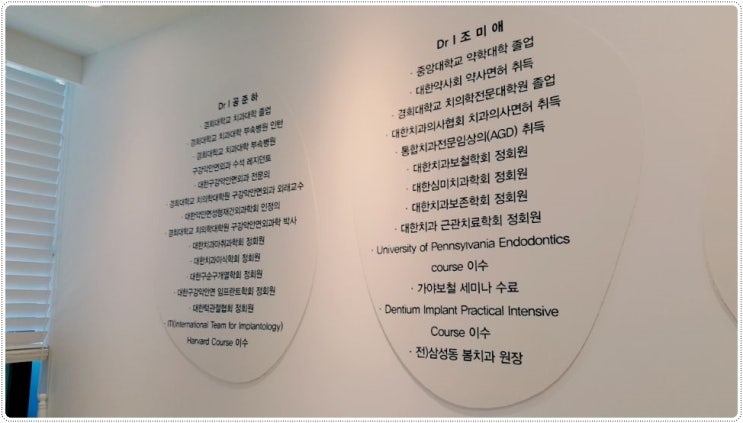 Dr | 공 준 하
· 경희대학교 치과대학 졸업
· 경희대학교 치과대학 부속병원 인턴
· 경희대학교 치과대학 부속병원
구강악안면외과 수석 레지던트
· 대한구강악안면외과 전문의
· 경희대학교 치의학대학원 구강악안면외과 외래교수
· 대한악안면성형재건외과학회 인정의
· 경희대학교 치의학대학원 구강악안면외과학 박사
· 대한치과마취과학회 정회원
· 대한치과이식학회 정회원
· 대한구순구개열학회 정회원
· 대한구강악안면 임프란트학회 정회원
· 대한턱관절협회 정회원
· ITI(International Team for Implantology)
Harvard Course 이수
Dr | 조 미 애
· 중앙대학교 약학대학 졸업
· 대한약사회 약사면허 취득
· 경희대학교 치의학전문대학원 졸업
· 대한치과의사협회 치과의사면허 취득
· 통합치과전문임상의(AGD) 취득
· 대한치과보철학회 정회원
· 대한심미치과학회 정회원
· 대한치과보존학회 정회원
· 대한치과 근관치료학회 정회원
· University of Pennsylvania Endodontics
course 이수
· 가야보철 세미나 수료
· Dentium Implant Practical Intensive
Course 이수
· 전)삼성동 봄치과 원장